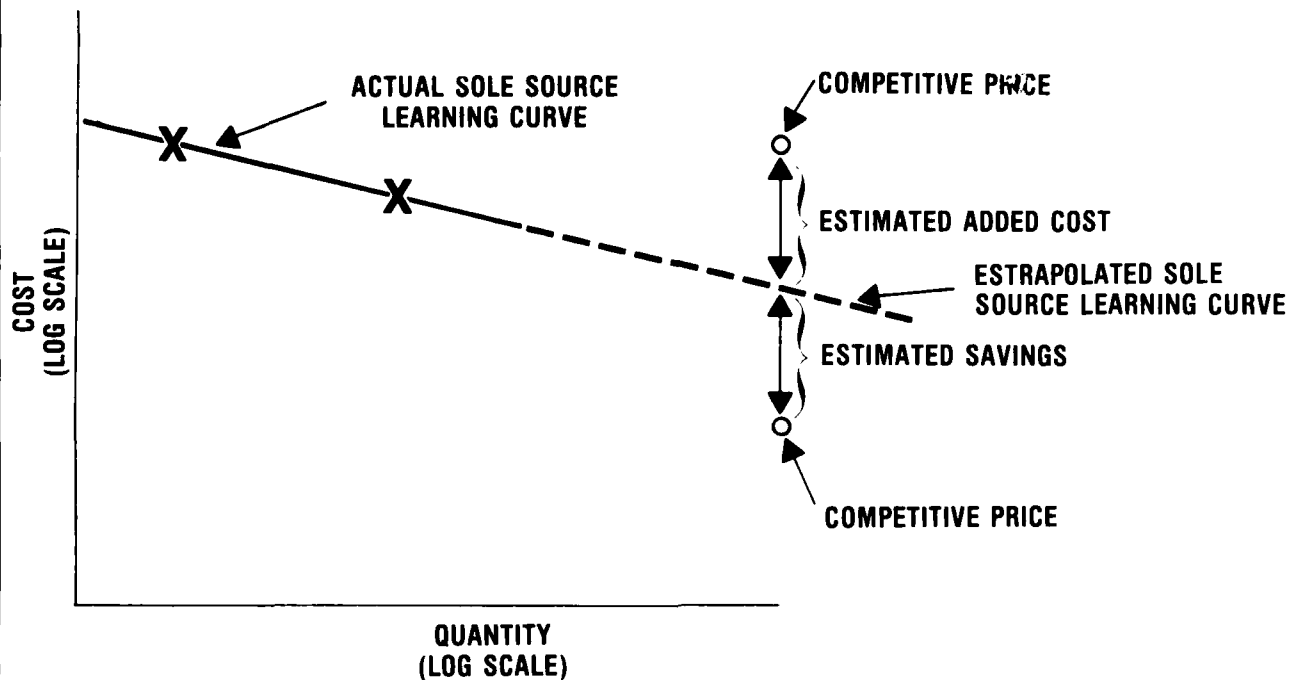 ACTUAL SOLE SOURCE
LEARNING CURVE
COMPETITIVE PRICE
ESTIMATED ADDED COST
ESTRAPOLATED SOLE
SOURCE LEARNING CURVE
ESTIMATED SAVINGS
COMPETITIVE PRICE
COST
(LOG SCALE)
QUANTITY
(LOG SCALE)